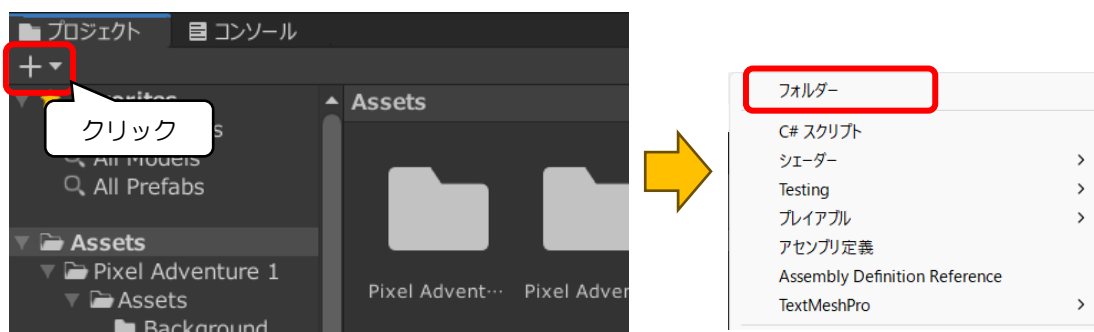 プロジェクト
コンソール
クリック
All Prefabs
Assets
Pixel Adventure 1
Assets
Background
Assets
Pixel Advent…
Pixel Adver
フォルダー
C# スクリプト
シェーダー
Testing
プレイアブル
アセンブリ定義
Assembly Definition Reference
TextMeshPro